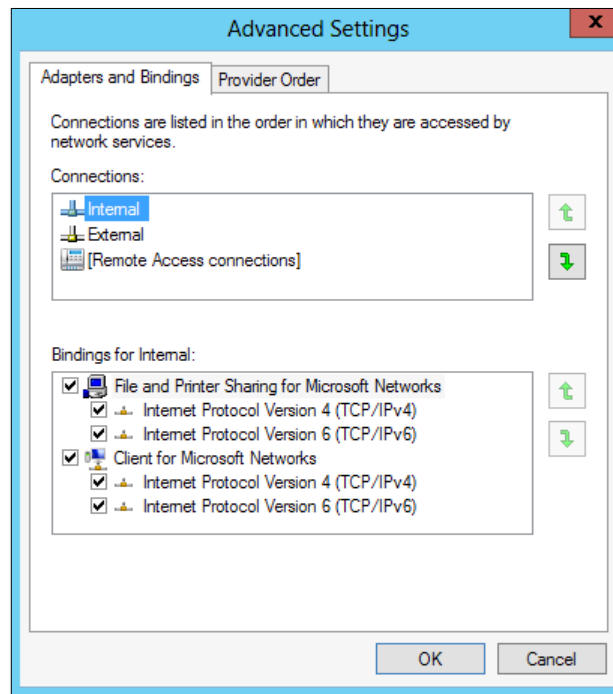 Advanced Settings
x
Adapters and Bindings
Provider Order
Connections are listed in the order in which they are accessed by
network services.
Connections:
Internal
External
[Remote Access connections]
Bindings for Internal:
File and Printer Sharing for Microsoft Networks
Internet Protocol Version 4 (TCP/IPv4)
Internet Protocol Version 6 (TCP/IPv6)
Client for Microsoft Networks
Internet Protocol Version 4 (TCP/IPv4)
Internet Protocol Version 6 (TCP/IPv6)
OK
Cancel